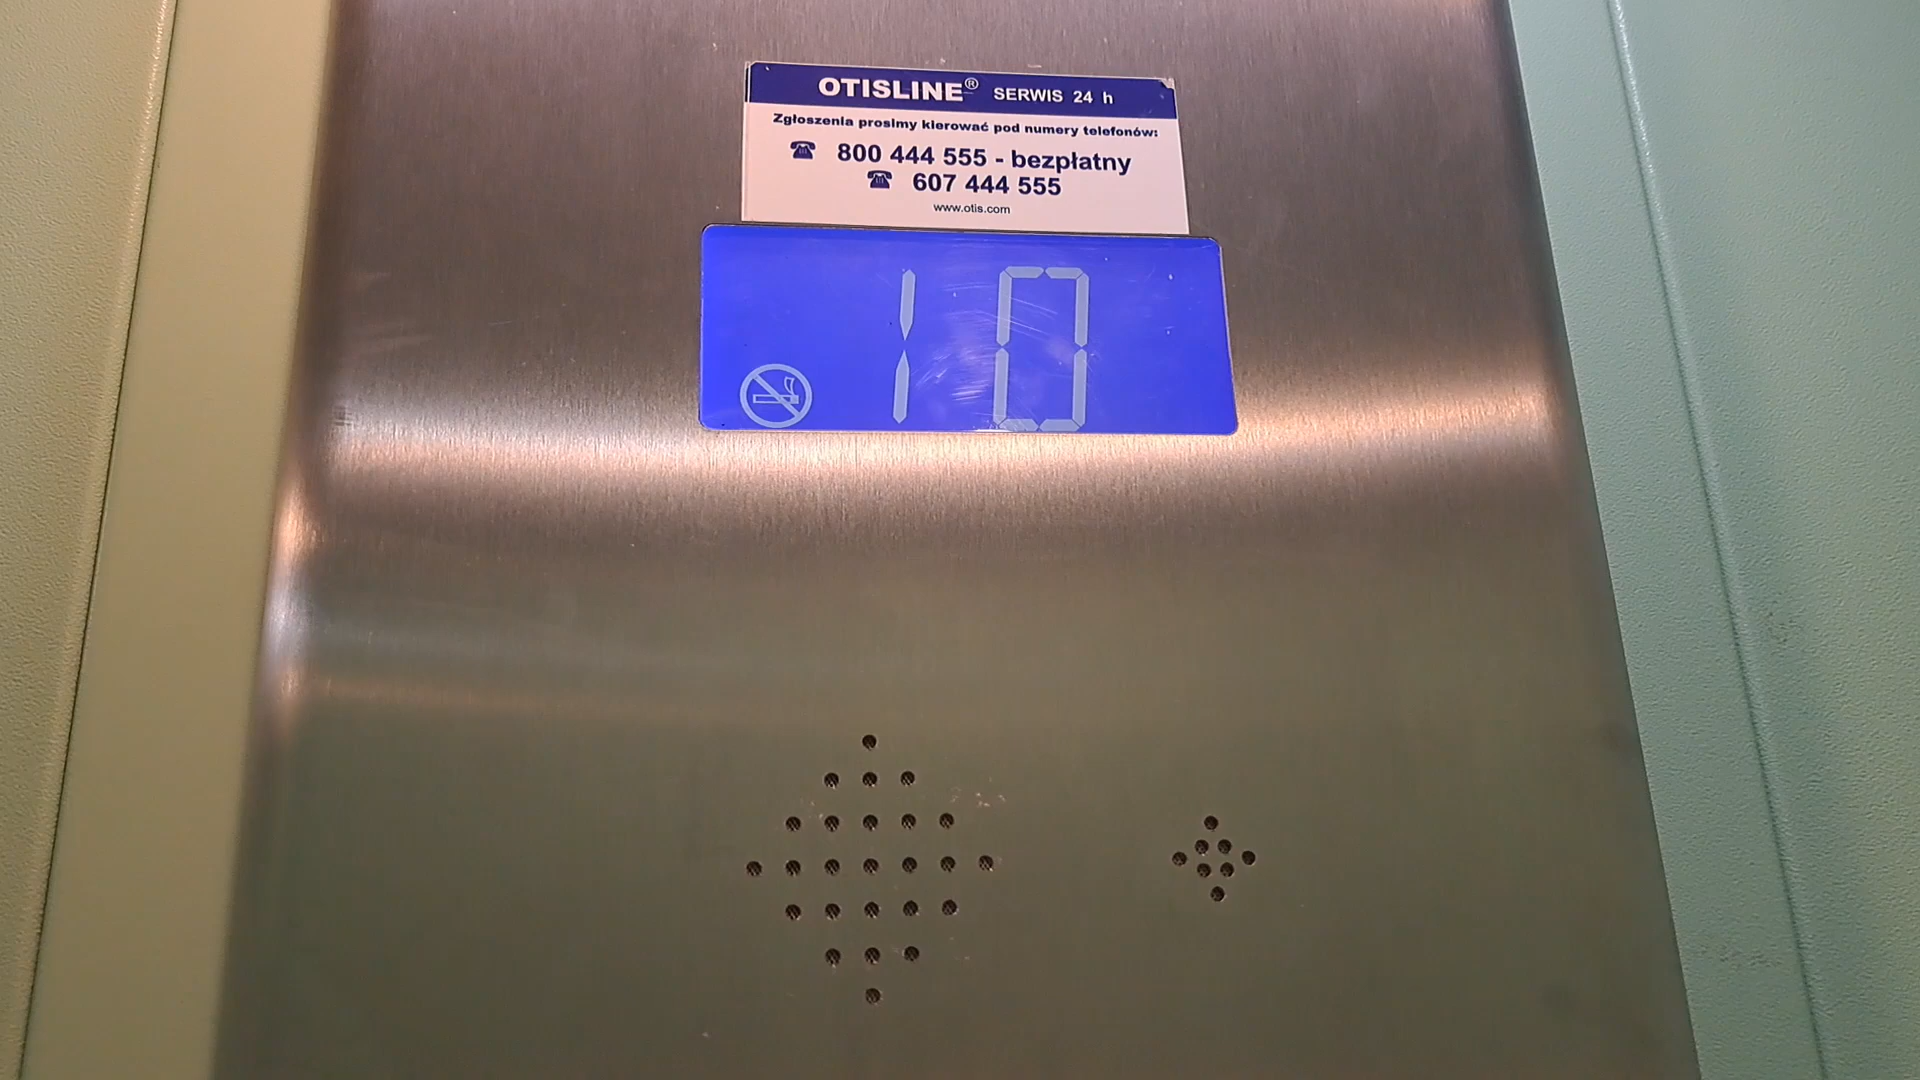 OTISLINE® SERWIS 24 h
Zgłoszenia prosimy kierować pod numery telefonów:
800 444 555 - bezpłatny
607 444 555
www.otis.com
10